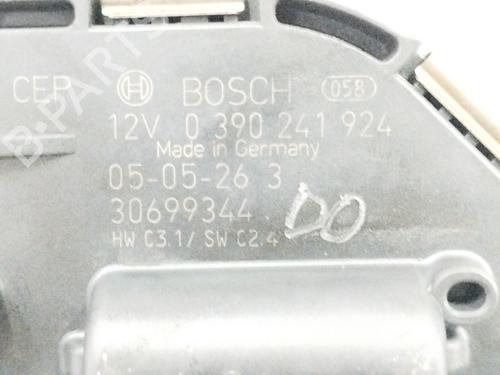 CEP BOSCH 058
12V 0 390 241 924
Made in Germany
05-05-26 3
30699344
HW C3.1/ SW C2.4
DO
B-PARTS